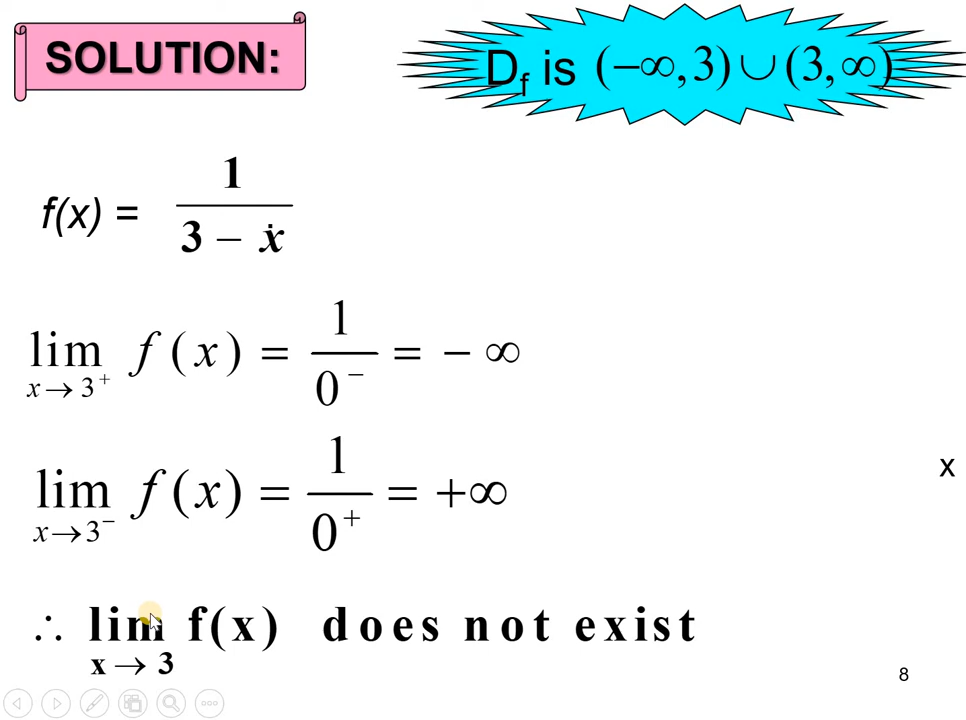 SOLUTION:
D_f is (−∞,3)∪(3,∞)
f(x) = 1/(3 − x)
lim_{x→3⁺} f(x) = 1/0⁻ = − ∞
lim_{x→3⁻} f(x) = 1/0⁺ = +∞
x
∴ lim_{x→3} f(x) does not exist
8